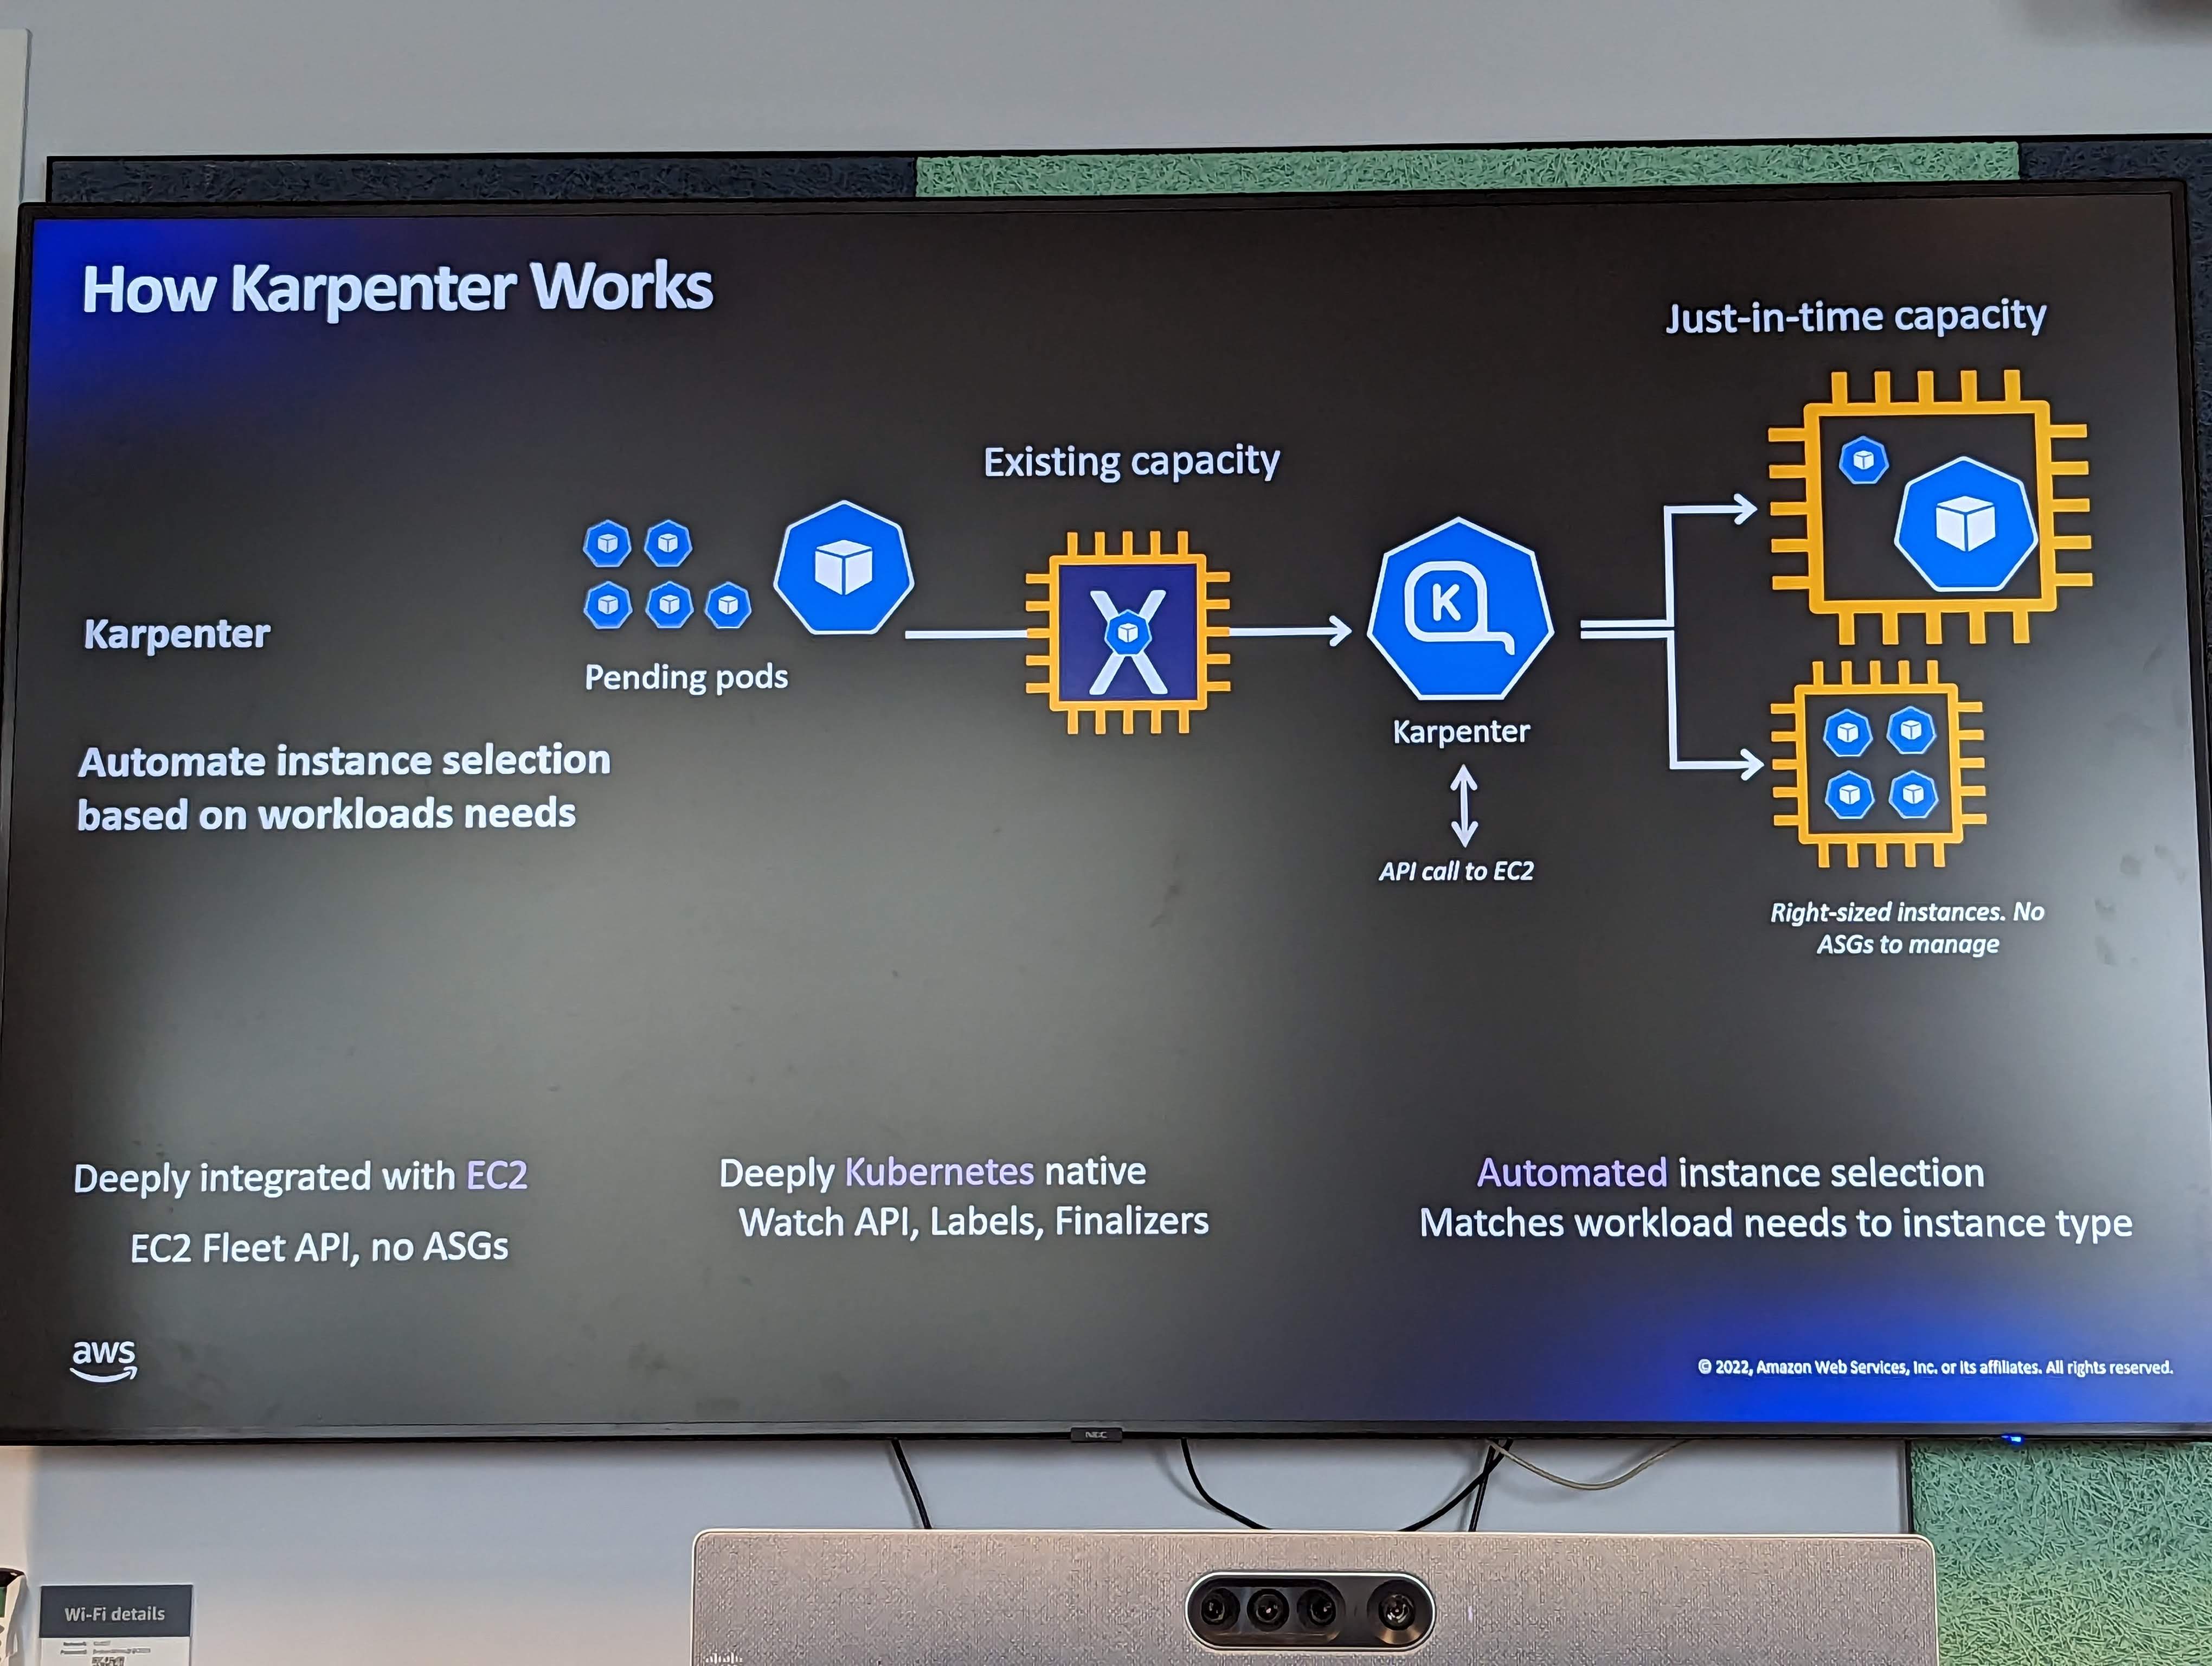 How Karpenter Works
Just-in-time capacity
Existing capacity
Karpenter
Pending pods
K
Karpenter
Automate instance selection
based on workloads needs
API call to EC2
Right-sized instances. No
ASGs to manage
Deeply integrated with EC2
EC2 Fleet API, no ASGs
Deeply Kubernetes native
Watch API, Labels, Finalizers
Automated instance selection
Matches workload needs to instance type
aws
© 2022, Amazon Web Services, Inc. or its affiliates. All rights reserved.
NEC
Wi-Fi details